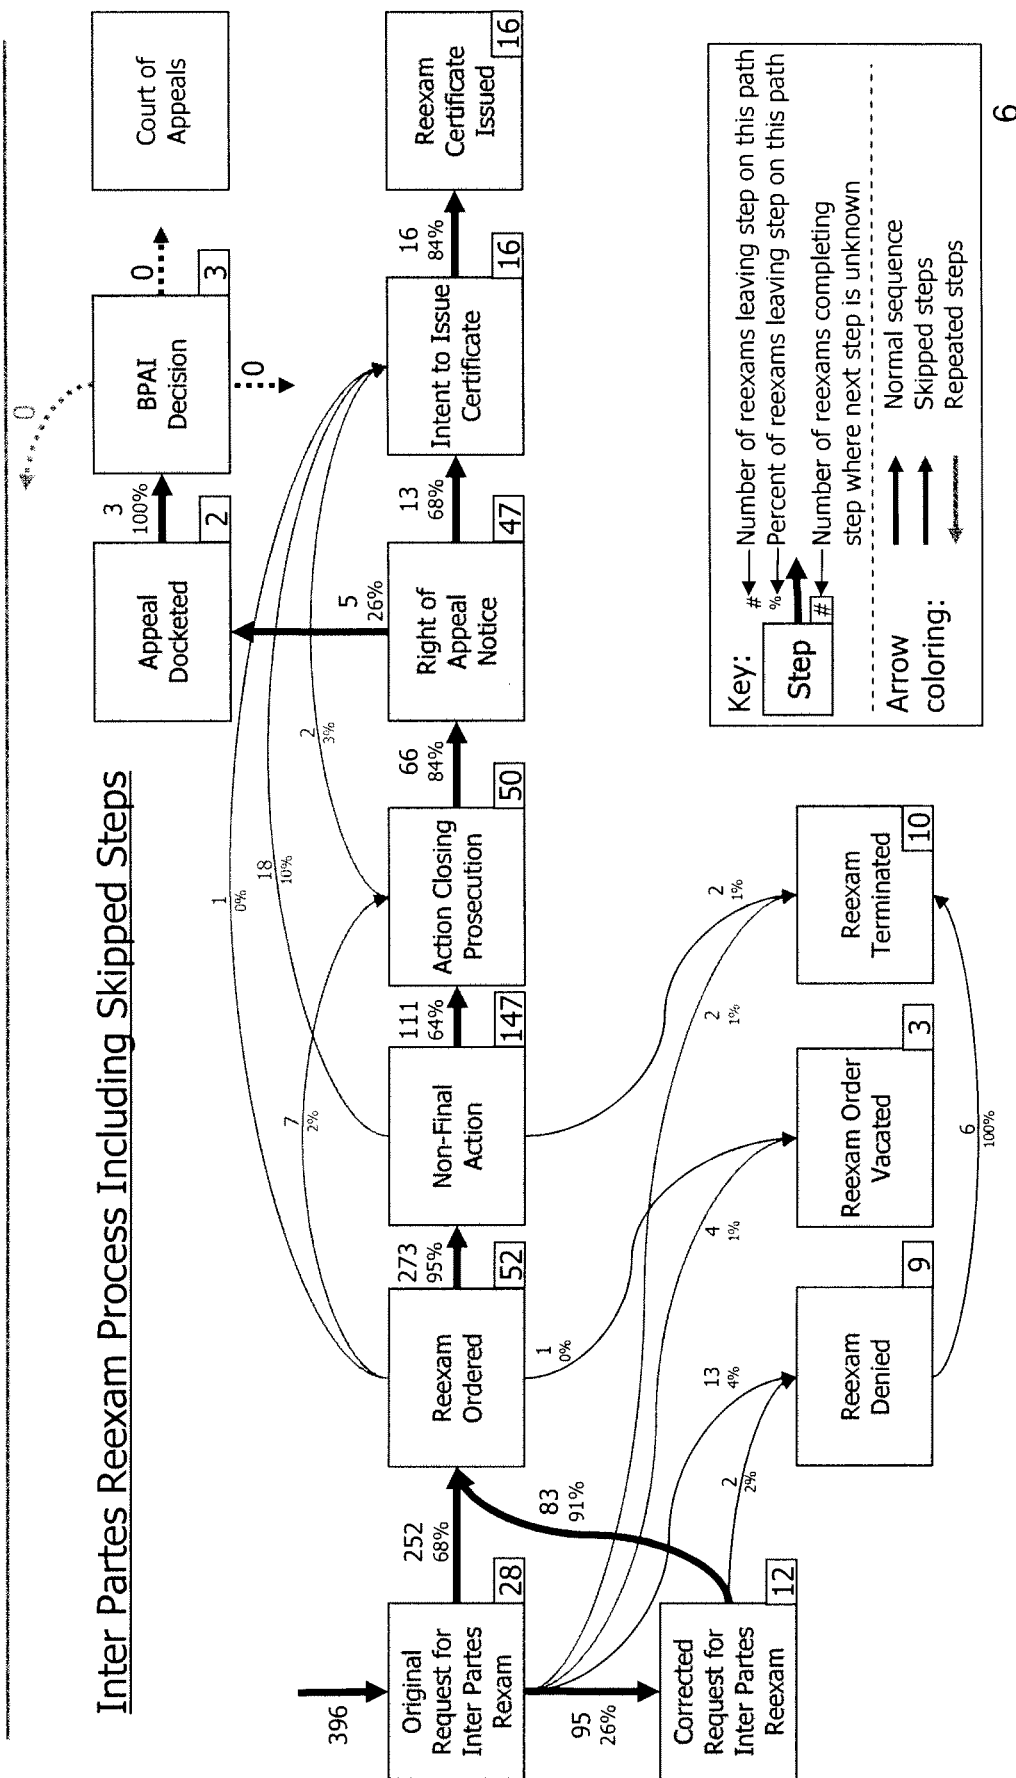 Inter Partes Reexam Process Including Skipped Steps
396
Original
Request for
Inter Partes
Rexam
28
252
68%
95
26%
Corrected
Request for
Inter Partes
Reexam
12
83
91%
2
2%
13
4%
4
1%
2
1%
Reexam
Ordered
52
273
95%
1
0%
7
2%
1
0%
Non-Final
Action
147
111
64%
18
10%
2
1%
Action Closing
Prosecution
50
66
84%
2
3%
Right of
Appeal
Notice
47
5
26%
13
68%
Appeal
Docketed
2
3
100%
BPAI
Decision
3
0
0
0
Court of
Appeals
Intent to Issue
Certificate
16
16
84%
Reexam
Certificate
Issued
16
Reexam
Denied
9
6
100%
Reexam Order
Vacated
3
Reexam
Terminated
10
Key:
Step
#
%
#
Number of reexams leaving step on this path
Percent of reexams leaving step on this path
Number of reexams completing
step where next step is unknown
Arrow
coloring:
Normal sequence
Skipped steps
Repeated steps
6